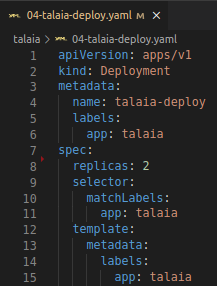 04-talaia-deploy.yaml M ×
talaia > 04-talaia-deploy.yaml
1 apiVersion: apps/v1
2 kind: Deployment
3 metadata:
4 name: talaia-deploy
5 labels:
6 app: talaia
7 spec:
8 replicas: 2
9 selector:
10 matchLabels:
11 app: talaia
12 template:
13 metadata:
14 labels:
15 app: talaia